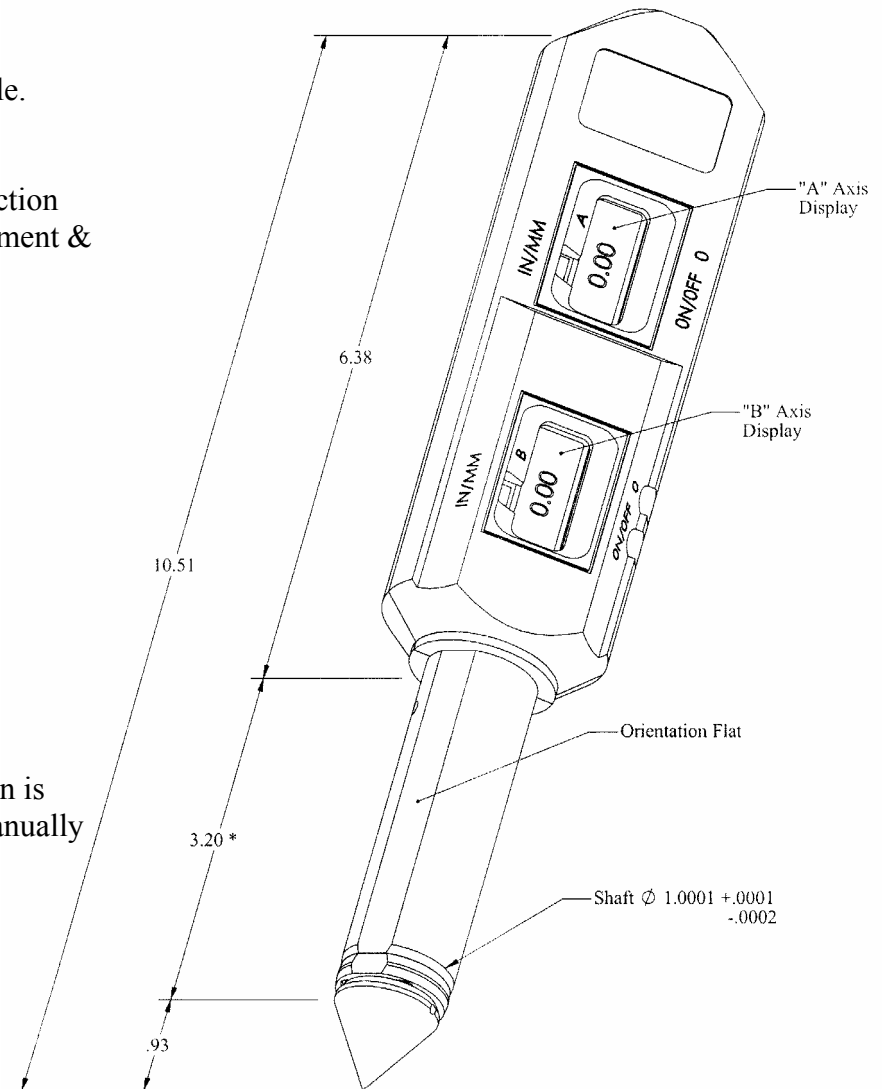 le.
ction
ment &
n is
anually
"A" Axis
Display
IN/MM
A
0.00
ON/OFF 0
6.38
"B" Axis
Display
IN/MM
B
0.00
ON/OFF 0
10.51
Orientation Flat
3.20 *
Shaft Ø 1.0001 +.0001
-.0002
.93